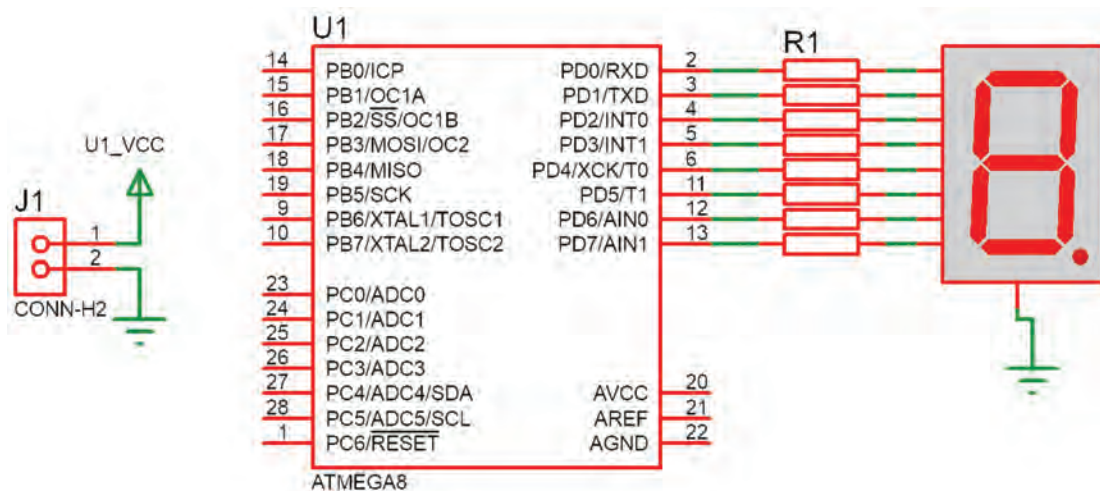 U1
R1
14 PB0/ICP PD0/RXD 2
15 PB1/OC1A PD1/TXD 3
16 PB2/SS/OC1B PD2/INT0 4
17 PB3/MOSI/OC2 PD3/INT1 5
18 PB4/MISO PD4/XCK/T0 6
19 PB5/SCK PD5/T1 11
9 PB6/XTAL1/TOSC1 PD6/AIN0 12
10 PB7/XTAL2/TOSC2 PD7/AIN1 13
U1_VCC
J1
1
2
CONN-H2
23 PC0/ADC0
24 PC1/ADC1
25 PC2/ADC2
26 PC3/ADC3
27 PC4/ADC4/SDA AVCC 20
28 PC5/ADC5/SCL AREF 21
1 PC6/RESET AGND 22
ATMEGA8